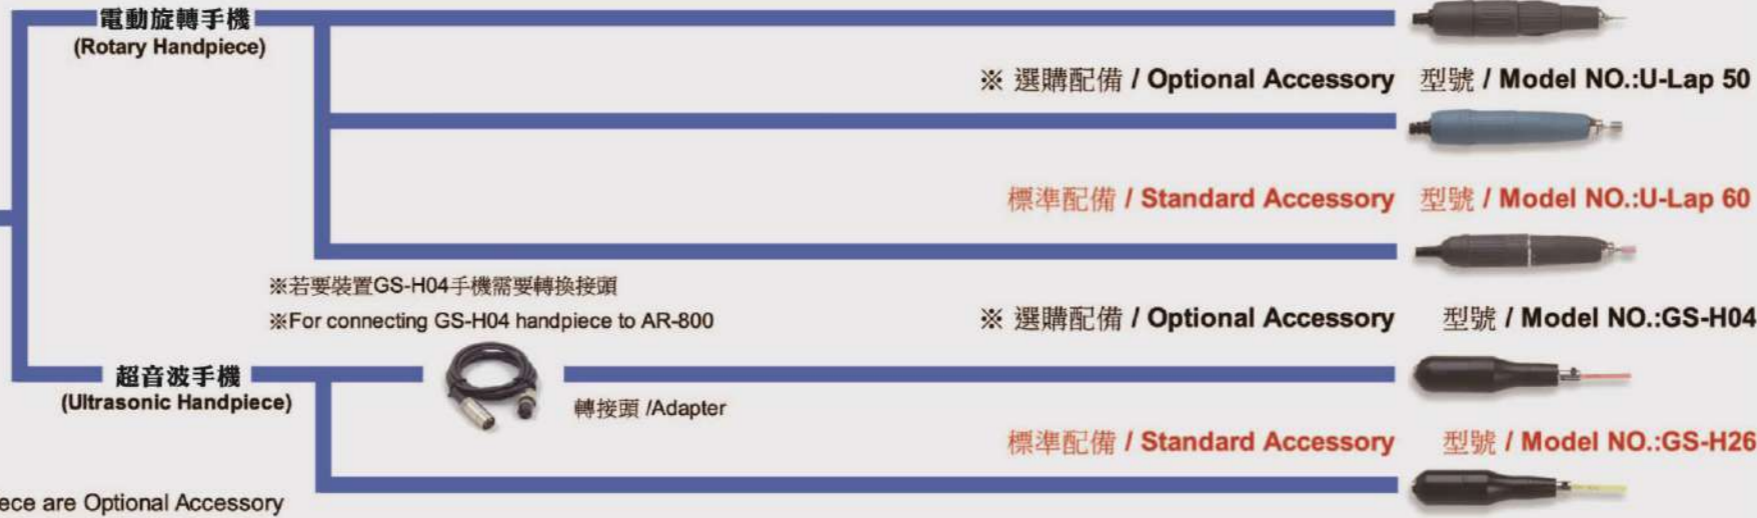 電動旋轉手機
(Rotary Handpiece)
※ 選購配備 / Optional Accessory 型號 / Model NO.:U-Lap 50
標準配備 / Standard Accessory 型號 / Model NO.:U-Lap 60
※若要裝置GS-H04手機需要轉換接頭
※For connecting GS-H04 handpiece to AR-800
※ 選購配備 / Optional Accessory 型號 / Model NO.:GS-H04
超音波手機
(Ultrasonic Handpiece)
轉接頭 /Adapter
標準配備 / Standard Accessory 型號 / Model NO.:GS-H26
ece are Optional Accessory